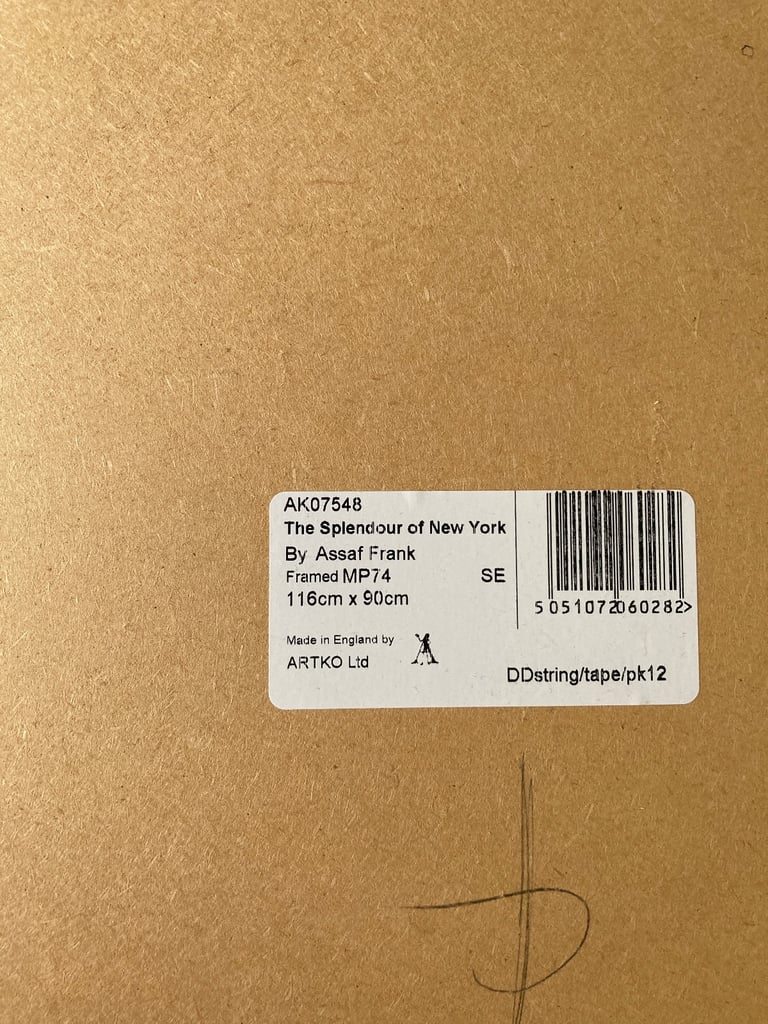 AK07548
The Splendour of New York
By Assaf Frank
Framed MP74 SE
116cm x 90cm
5 051072 060282>
Made in England by
ARTKO Ltd
DDstring/tape/pk12